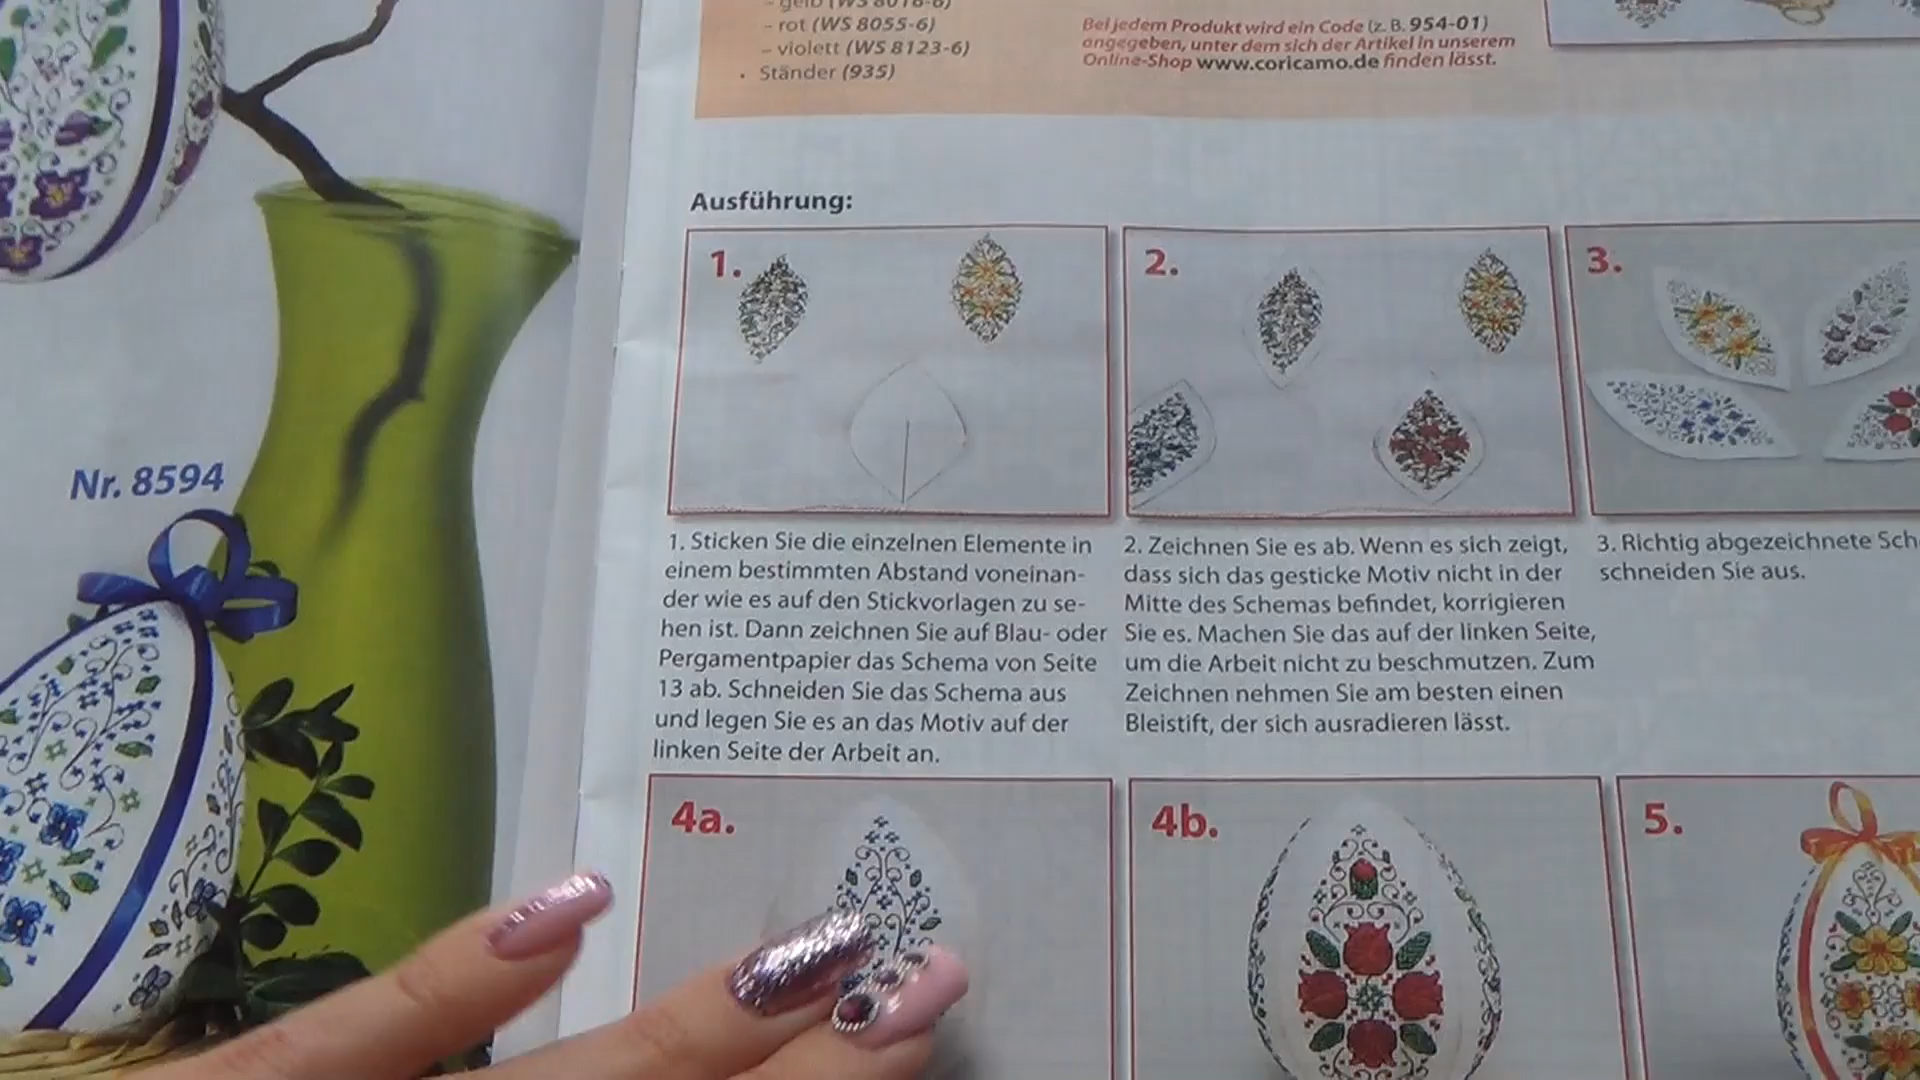 – gelb (WS 8016-6)
– rot (WS 8055-6)
– violett (WS 8123-6)
• Ständer (935)
Bei jedem Produkt wird ein Code (z. B. 954-01)
angegeben, unter dem sich der Artikel in unserem
Online-Shop www.coricamo.de finden lässt.
Nr. 8594
Ausführung:
1.
2.
3.
1. Sticken Sie die einzelnen Elemente in
einem bestimmten Abstand voneinan-
der wie es auf den Stickvorlagen zu se-
hen ist. Dann zeichnen Sie auf Blau- oder
Pergamentpapier das Schema von Seite
13 ab. Schneiden Sie das Schema aus
und legen Sie es an das Motiv auf der
linken Seite der Arbeit an.
2. Zeichnen Sie es ab. Wenn es sich zeigt,
dass sich das gesticke Motiv nicht in der
Mitte des Schemas befindet, korrigieren
Sie es. Machen Sie das auf der linken Seite,
um die Arbeit nicht zu beschmutzen. Zum
Zeichnen nehmen Sie am besten einen
Bleistift, der sich ausradieren lässt.
3. Richtig abgezeichnete Sch
schneiden Sie aus.
4a.
4b.
5.